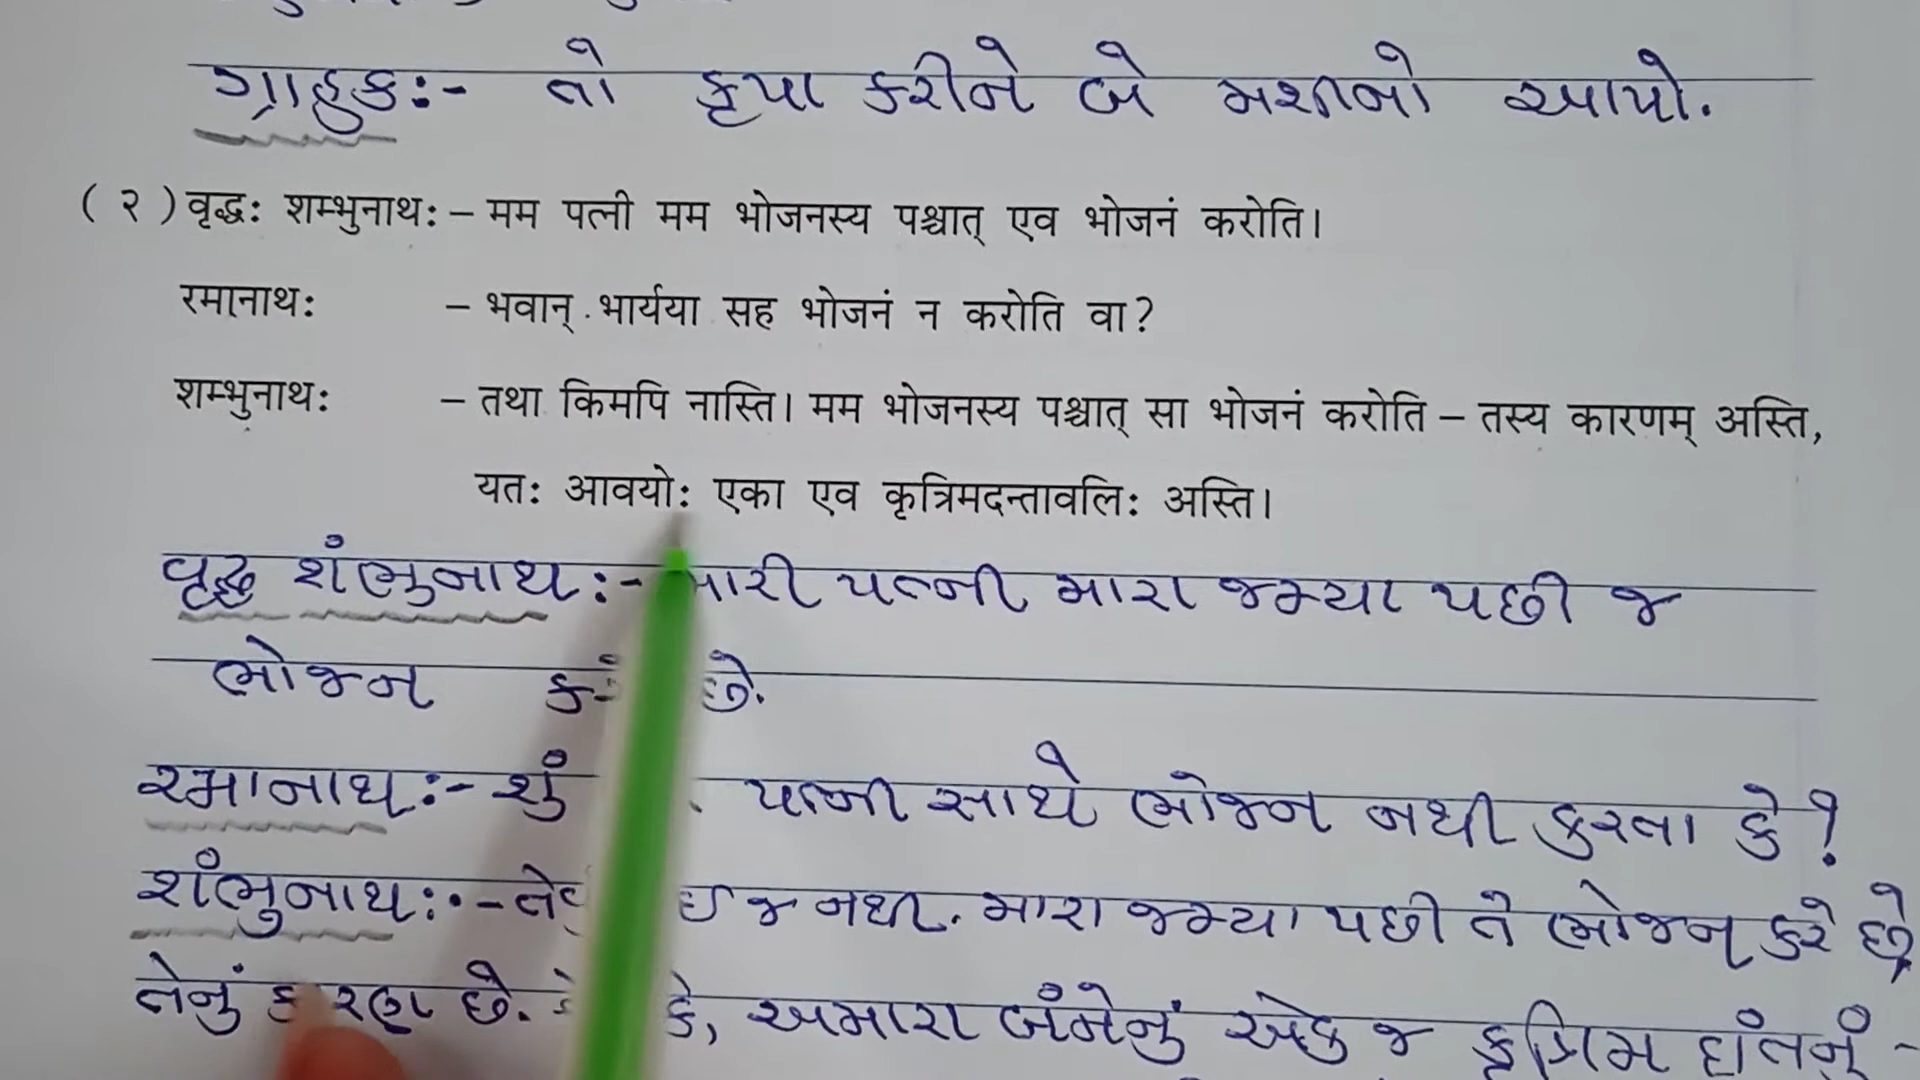 ગ્રાહક:- તો કૃપા કરીને બે મશીનો આપો.
(२) वृद्धः शम्भुनाथः – मम पत्नी मम भोजनस्य पश्चात् एव भोजनं करोति।
रमानाथः – भवान् भार्यया सह भोजनं न करोति वा?
शम्भुनाथः – तथा किमपि नास्ति। मम भोजनस्य पश्चात् सा भोजनं करोति – तस्य कारणम् अस्ति,
यतः आवयोः एका एव कृत्रिमदन्तावलिः अस्ति।
વૃદ્ધ શંભુનાથ:- મારી પત્ની મારા જમ્યા પછી જ
ભોજન છે.
રમાનાથ:- શું પત્ની સાથે ભોજન નથી કરતા કે?
શંભુનાથ:- જ નથી. મારા જમ્યા પછી તે ભોજન કરે છે
તેનું કારણ છે. કે, અમારા બંનેનું એક જ કૃત્રિમ દાંતનું -